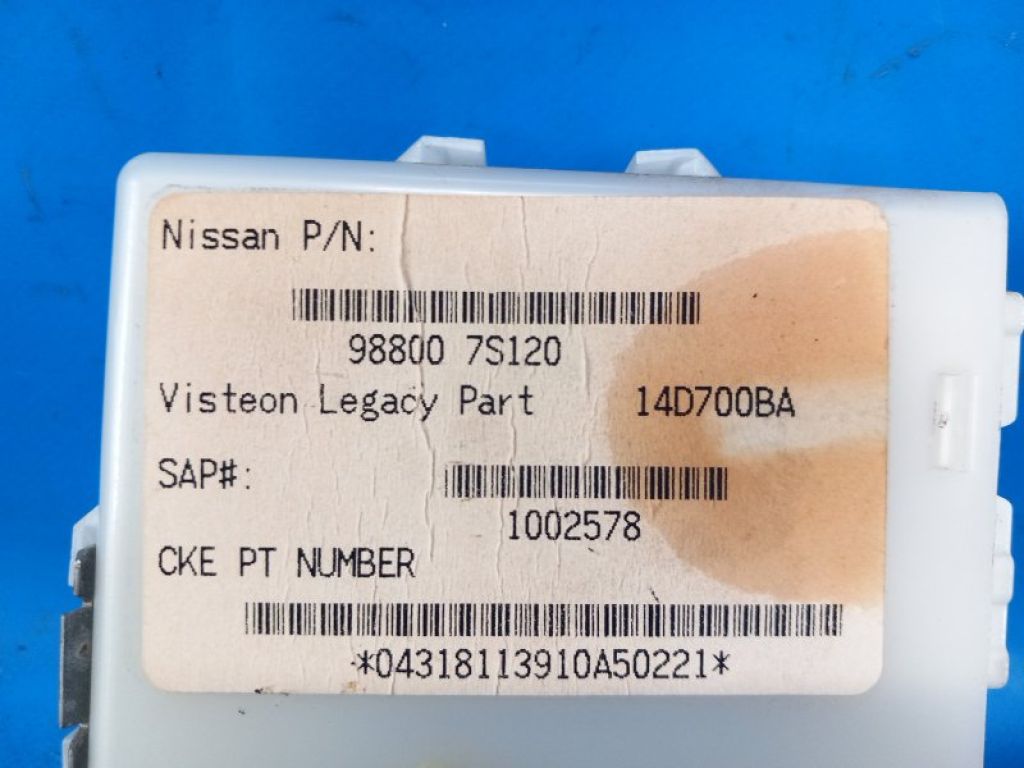 Nissan P/N:
98800 7S120
Visteon Legacy Part 14D700BA
SAP#:
1002578
CKE PT NUMBER
*04318113910A50221*